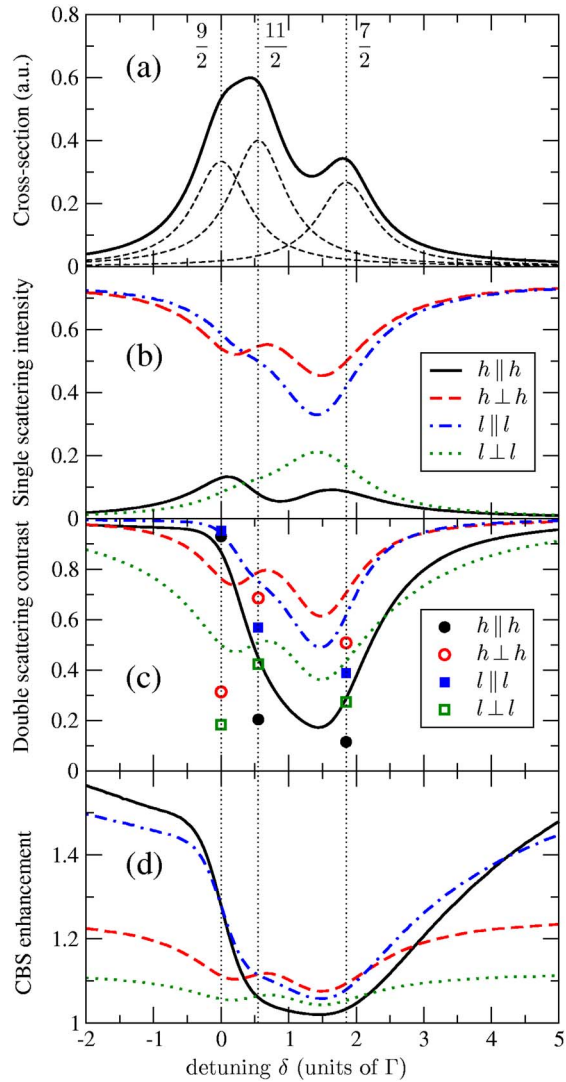 9/2 11/2 7/2
(a)
Cross-section (a.u.)
0.8
0.6
0.4
0.2
0
(b)
Single scattering intensity
0.6
0.4
0.2
0
h ∥ h
h ⊥ h
l ∥ l
l ⊥ l
(c)
Double scattering contrast
0.8
0.6
0.4
0.2
0
h ∥ h
h ⊥ h
l ∥ l
l ⊥ l
(d)
CBS enhancement
1.4
1.2
1
-2 -1 0 1 2 3 4 5
detuning δ (units of Γ)